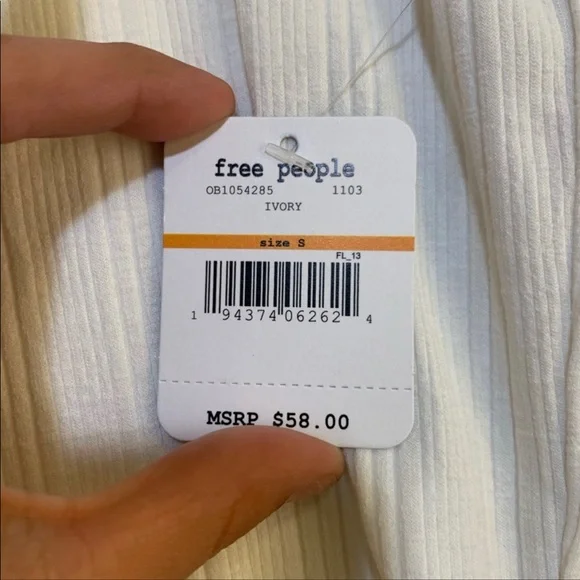 free people
OB1054285 1103
IVORY
size S
FL_13
1 94374 06262 4
MSRP $58.00